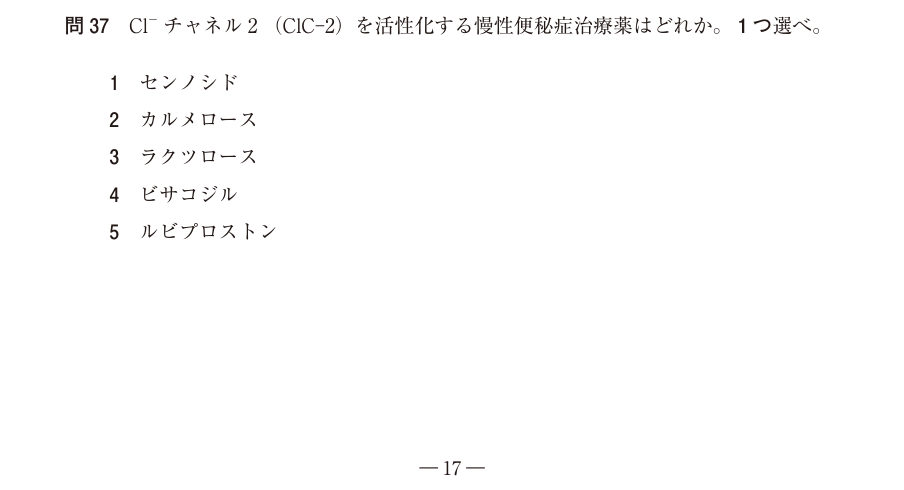 問37 Cl⁻ チャネル2（ClC-2）を活性化する慢性便秘症治療薬はどれか。1つ選べ。
1 センノシド
2 カルメロース
3 ラクツロース
4 ビサコジル
5 ルビプロストン
— 17 —